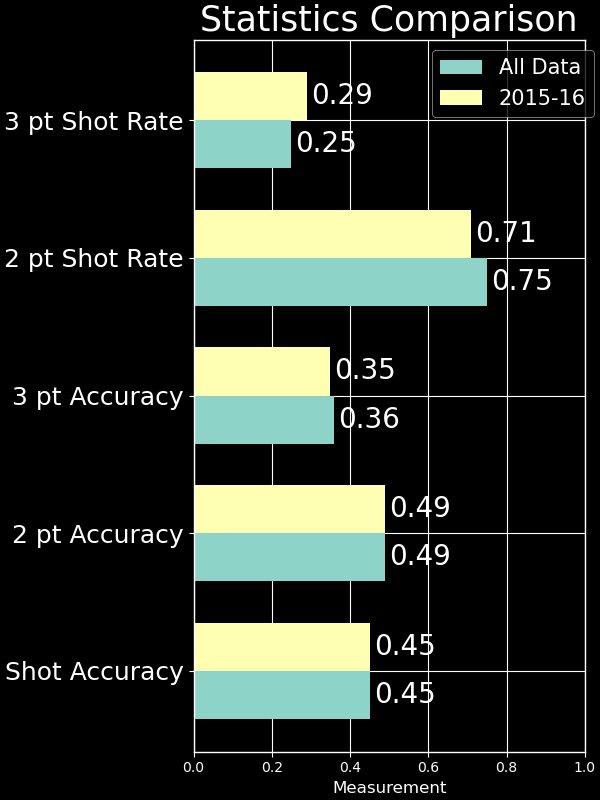 Statistics Comparison
All Data
2015-16
3 pt Shot Rate
0.29
0.25
2 pt Shot Rate
0.71
0.75
3 pt Accuracy
0.35
0.36
2 pt Accuracy
0.49
0.49
Shot Accuracy
0.45
0.45
0.0 0.2 0.4 0.6 0.8 1.0
Measurement